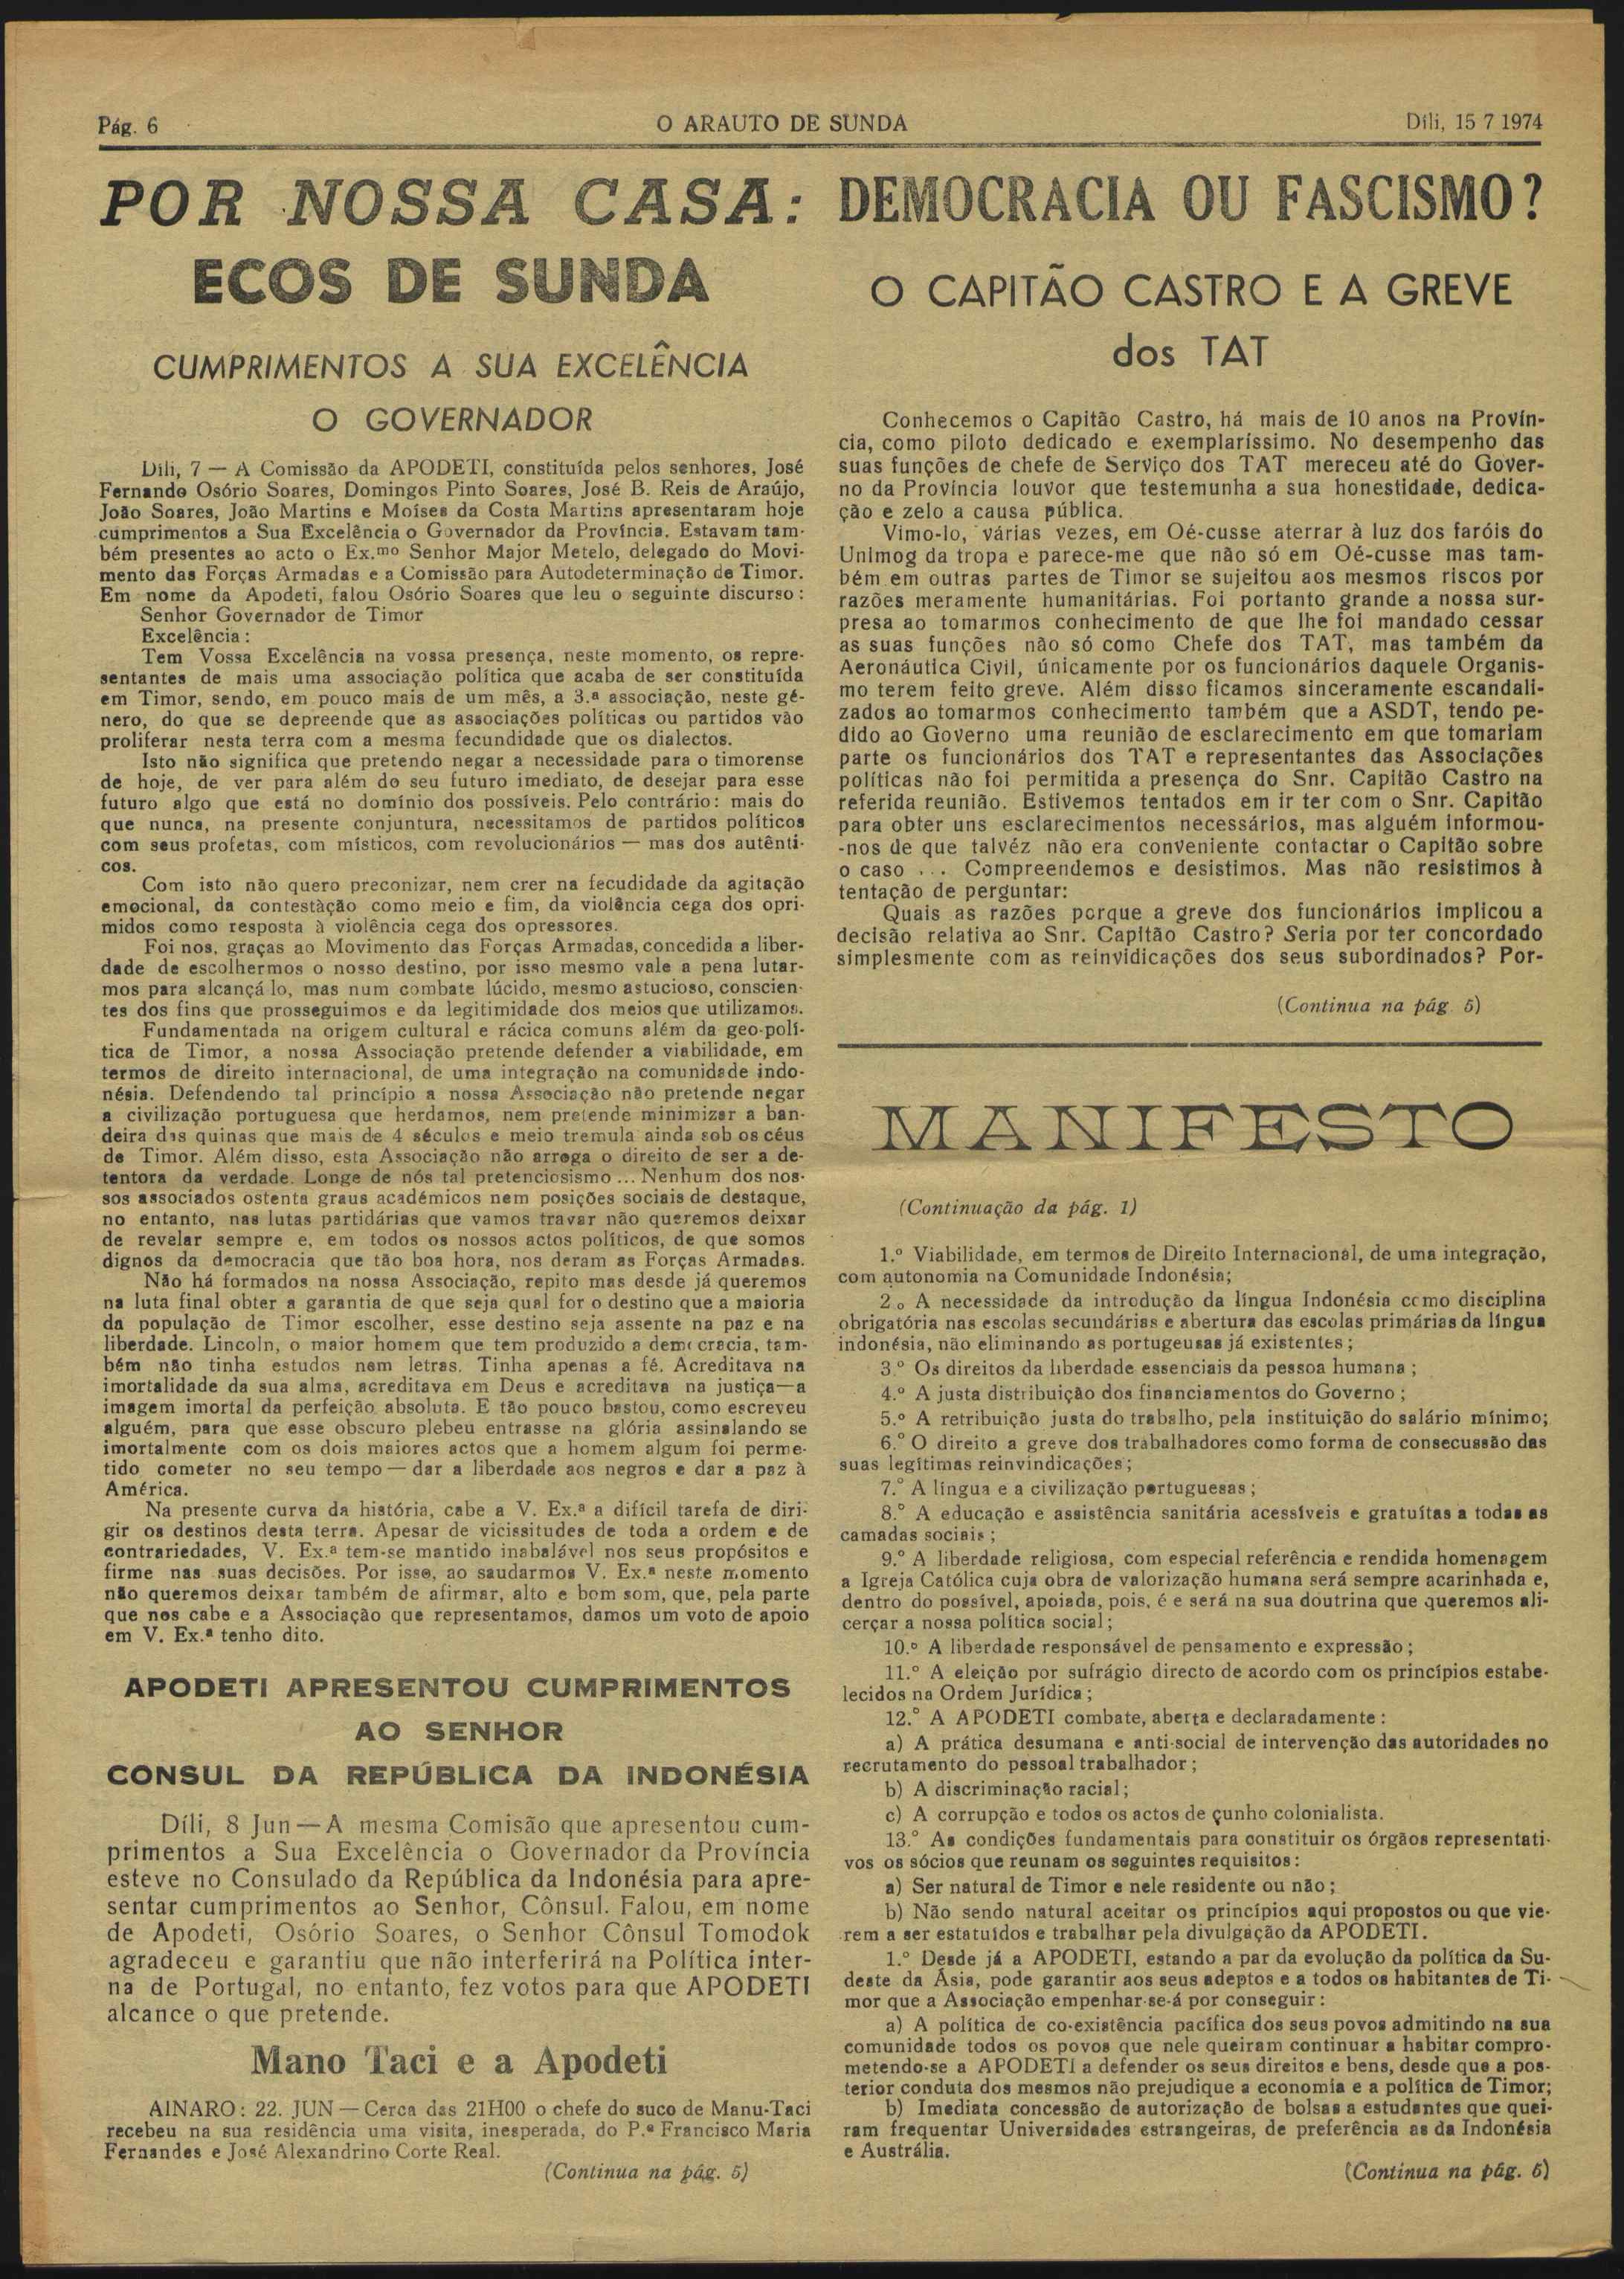 Pág. 6
O ARAUTO DE SUNDA
Díli, 15 7 1974
POR NOSSA CASA:
ECOS DE SUNDA
CUMPRIMENTOS A SUA EXCELÊNCIA
O GOVERNADOR
Díli, 7 — A Comissão da APODETI, constituída pelos senhores, José
Fernando Osório Soares, Domingos Pinto Soares, José B. Reis de Araújo,
João Soares, João Martins e Moíses da Costa Martins apresentaram hoje
cumprimentos a Sua Excelência o Governador da Província. Estavam tam-
bém presentes ao acto o Ex.mo Senhor Major Metelo, delegado do Movi-
mento das Forças Armadas e a Comissão para Autodeterminação de Timor.
Em nome da Apodeti, falou Osório Soares que leu o seguinte discurso:
Senhor Governador de Timor
Excelência:
Tem Vossa Excelência na vossa presença, neste momento, os repre-
sentantes de mais uma associação política que acaba de ser constituída
em Timor, sendo, em pouco mais de um mês, a 3.ª associação, neste gé-
nero, do que se depreende que as associações políticas ou partidos vão
proliferar nesta terra com a mesma fecundidade que os dialectos.
Isto não significa que pretendo negar a necessidade para o timorense
de hoje, de ver para além do seu futuro imediato, de desejar para esse
futuro algo que está no domínio dos possíveis. Pelo contrário: mais do
que nunca, na presente conjuntura, necessitamos de partidos políticos
com seus profetas, com místicos, com revolucionários — mas dos autênti-
cos.
Com isto não quero preconizar, nem crer na fecudidade da agitação
emocional, da contestàção como meio e fim, da violência cega dos opri-
midos como resposta à violência cega dos opressores.
Foi nos, graças ao Movimento das Forças Armadas, concedida a liber-
dade de escolhermos o nosso destino, por isso mesmo vale a pena lutar-
mos para alcançá lo, mas num combate lúcido, mesmo astucioso, conscien-
tes dos fins que prosseguimos e da legitimidade dos meios que utilizamos.
Fundamentada na origem cultural e rácica comuns além da geo-polí-
tica de Timor, a nossa Associação pretende defender a viabilidade, em
termos de direito internacional, de uma integração na comunidade indo-
nésia. Defendendo tal princípio a nossa Associação não pretende negar
a civilização portuguesa que herdamos, nem pretende minimizar a ban-
deira das quinas que mais de 4 séculos e meio tremula ainda sob os céus
de Timor. Além disso, esta Associação não arroga o direito de ser a de-
tentora da verdade. Longe de nós tal pretenciosismo ... Nenhum dos nos-
sos associados ostenta graus académicos nem posições sociais de destaque,
no entanto, nas lutas partidárias que vamos travar não queremos deixar
de revelar sempre e, em todos os nossos actos políticos, de que somos
dignos da democracia que tão boa hora, nos deram as Forças Armadas.
Não há formados na nossa Associação, repito mas desde já queremos
na luta final obter a garantia de que seja qual for o destino que a maioria
da população de Timor escolher, esse destino seja assente na paz e na
liberdade. Lincoln, o maior homem que tem produzido a democracia, tam-
bém não tinha estudos nem letras. Tinha apenas a fé. Acreditava na
imortalidade da sua alma, acreditava em Deus e acreditava na justiça—a
imagem imortal da perfeição absoluta. E tão pouco bastou, como escreveu
alguém, para que esse obscuro plebeu entrasse na glória assinalando se
imortalmente com os dois maiores actos que a homem algum foi perme-
tido cometer no seu tempo — dar a liberdade aos negros e dar a paz à
América.
Na presente curva da história, cabe a V. Ex.ª a difícil tarefa de diri-
gir os destinos desta terra. Apesar de vicissitudes de toda a ordem e de
contrariedades, V. Ex.ª tem-se mantido inabalável nos seus propósitos e
firme nas suas decisões. Por isso, ao saudarmos V. Ex.ª neste momento
não queremos deixar também de afirmar, alto e bom som, que, pela parte
que nos cabe e a Associação que representamos, damos um voto de apoio
em V. Ex.ª tenho dito.
APODETI APRESENTOU CUMPRIMENTOS
AO SENHOR
CONSUL DA REPÚBLICA DA INDONÉSIA
Díli, 8 Jun — A mesma Comisão que apresentou cum-
primentos a Sua Excelência o Governador da Província
esteve no Consulado da República da Indonésia para apre-
sentar cumprimentos ao Senhor, Cônsul. Falou, em nome
de Apodeti, Osório Soares, o Senhor Cônsul Tomodok
agradeceu e garantiu que não interferirá na Política inter-
na de Portugal, no entanto, fez votos para que APODETI
alcance o que pretende.
Mano Taci e a Apodeti
AINARO: 22. JUN — Cerca das 21H00 o chefe do suco de Manu-Taci
recebeu na sua residência uma visita, inesperada, do P.e Francisco Maria
Fernandes e José Alexandrino Corte Real.
(Continua na pág. 5)
DEMOCRACIA OU FASCISMO?
O CAPITÃO CASTRO E A GREVE
dos TAT
Conhecemos o Capitão Castro, há mais de 10 anos na Provín-
cia, como piloto dedicado e exemplaríssimo. No desempenho das
suas funções de chefe de Serviço dos TAT mereceu até do Gover-
no da Província louvor que testemunha a sua honestidade, dedica-
ção e zelo a causa pública.
Vimo-lo, várias vezes, em Oé-cusse aterrar à luz dos faróis do
Unimog da tropa e parece-me que não só em Oé-cusse mas tam-
bém em outras partes de Timor se sujeitou aos mesmos riscos por
razões meramente humanitárias. Foi portanto grande a nossa sur-
presa ao tomarmos conhecimento de que lhe foi mandado cessar
as suas funções não só como Chefe dos TAT, mas também da
Aeronáutica Civil, únicamente por os funcionários daquele Organis-
mo terem feito greve. Além disso ficamos sinceramente escandali-
zados ao tomarmos conhecimento também que a ASDT, tendo pe-
dido ao Governo uma reunião de esclarecimento em que tomariam
parte os funcionários dos TAT e representantes das Associações
políticas não foi permitida a presença do Snr. Capitão Castro na
referida reunião. Estivemos tentados em ir ter com o Snr. Capitão
para obter uns esclarecimentos necessários, mas alguém informou-
-nos de que talvéz não era conveniente contactar o Capitão sobre
o caso ... Compreendemos e desistimos. Mas não resistimos à
tentação de perguntar:
Quais as razões porque a greve dos funcionários implicou a
decisão relativa ao Snr. Capitão Castro? Seria por ter concordado
simplesmente com as reinvidicações dos seus subordinados? Por-
(Continua na pág. 5)
MANIFESTO
(Continuação da pág. 1)
1.º Viabilidade, em termos de Direito Internacional, de uma integração,
com autonomia na Comunidade Indonésia;
2.o A necessidade da introdução da língua Indonésia como disciplina
obrigatória nas escolas secundárias e abertura das escolas primárias da língua
indonésia, não eliminando as portugeusas já existentes;
3.º Os direitos da liberdade essenciais da pessoa humana;
4.º A justa distribuição dos financiamentos do Governo;
5.º A retribuição justa do trabalho, pela instituição do salário mínimo;
6.º O direito a greve dos trabalhadores como forma de consecussão das
suas legítimas reinvindicações;
7.º A língua e a civilização portuguesas;
8.º A educação e assistência sanitária acessíveis e gratuítas a todas as
camadas sociais;
9.º A liberdade religiosa, com especial referência e rendida homenagem
a Igreja Católica cuja obra de valorização humana será sempre acarinhada e,
dentro do possível, apoiada, pois, é e será na sua doutrina que queremos ali-
cerçar a nossa política social;
10.º A liberdade responsável de pensamento e expressão;
11.º A eleição por sufrágio directo de acordo com os princípios estabe-
lecidos na Ordem Jurídica;
12.º A APODETI combate, aberta e declaradamente:
a) A prática desumana e anti-social de intervenção das autoridades no
recrutamento do pessoal trabalhador;
b) A discriminação racial;
c) A corrupção e todos os actos de çunho colonialista.
13.º As condições fundamentais para constituir os órgãos representati-
vos os sócios que reunam os seguintes requisitos:
a) Ser natural de Timor e nele residente ou não;
b) Não sendo natural aceitar os princípios aqui propostos ou que vie-
rem a ser estatuídos e trabalhar pela divulgação da APODETI.
1.º Desde já a APODETI, estando a par da evolução da política da Su-
deste da Ásia, pode garantir aos seus adeptos e a todos os habitantes de Ti-
mor que a Associação empenhar-se-á por conseguir:
a) A política de co-existência pacífica dos seus povos admitindo na sua
comunidade todos os povos que nele queiram continuar a habitar compro-
metendo-se a APODETI a defender os seus direitos e bens, desde que a pos-
terior conduta dos mesmos não prejudique a economia e a política de Timor;
b) Imediata concessão de autorização de bolsas a estudantes que quei-
ram frequentar Universidades estrangeiras, de preferência as da Indonésia
e Austrália.
(Continua na pág. 5)